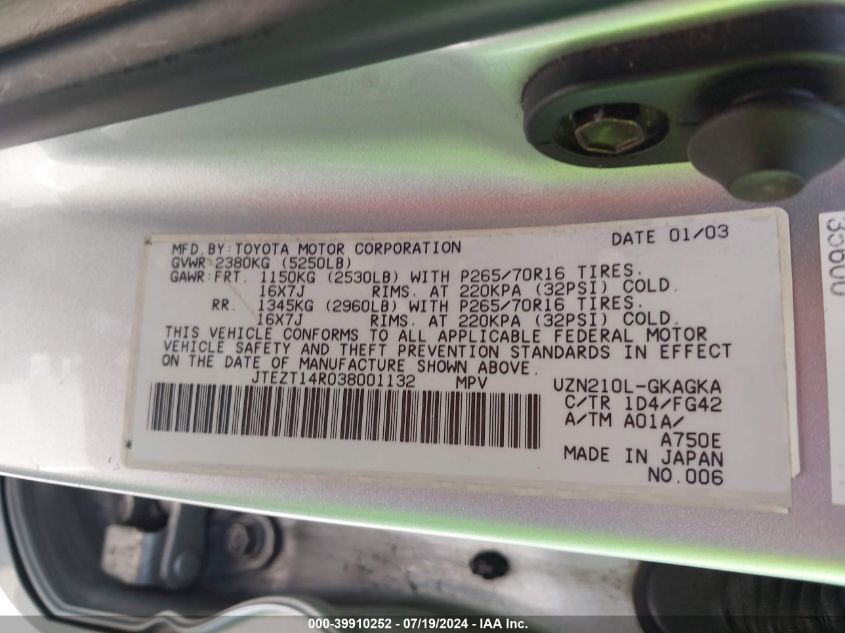 MFD.BY:TOYOTA MOTOR CORPORATION DATE 01/03
GVWR:2380KG (5250LB)
GAWR:FRT. 1150KG (2530LB) WITH P265/70R16 TIRES.
16X7J RIMS. AT 220KPA (32PSI) COLD.
RR. 1345KG (2960LB) WITH P265/70R16 TIRES.
16X7J RIMS. AT 220KPA (32PSI) COLD.
THIS VEHICLE CONFORMS TO ALL APPLICABLE FEDERAL MOTOR
VEHICLE SAFETY AND THEFT PREVENTION STANDARDS IN EFFECT
ON THE DATE OF MANUFACTURE SHOWN ABOVE.
JTEZT14R038001132 MPV UZN210L-GKAGKA
C/TR 1D4/FG42
A/TM A01A/
A750E
MADE IN JAPAN
NO.006
35600
000-39910252 - 07/19/2024 - IAA Inc.